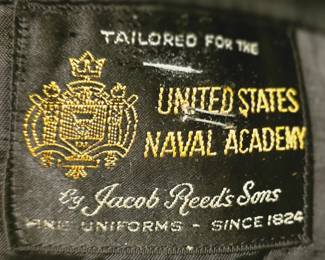 TAILORED FOR THE
UNITED STATES
NAVAL ACADEMY
By Jacob Reed's Sons
FINE UNIFORMS - SINCE 1824